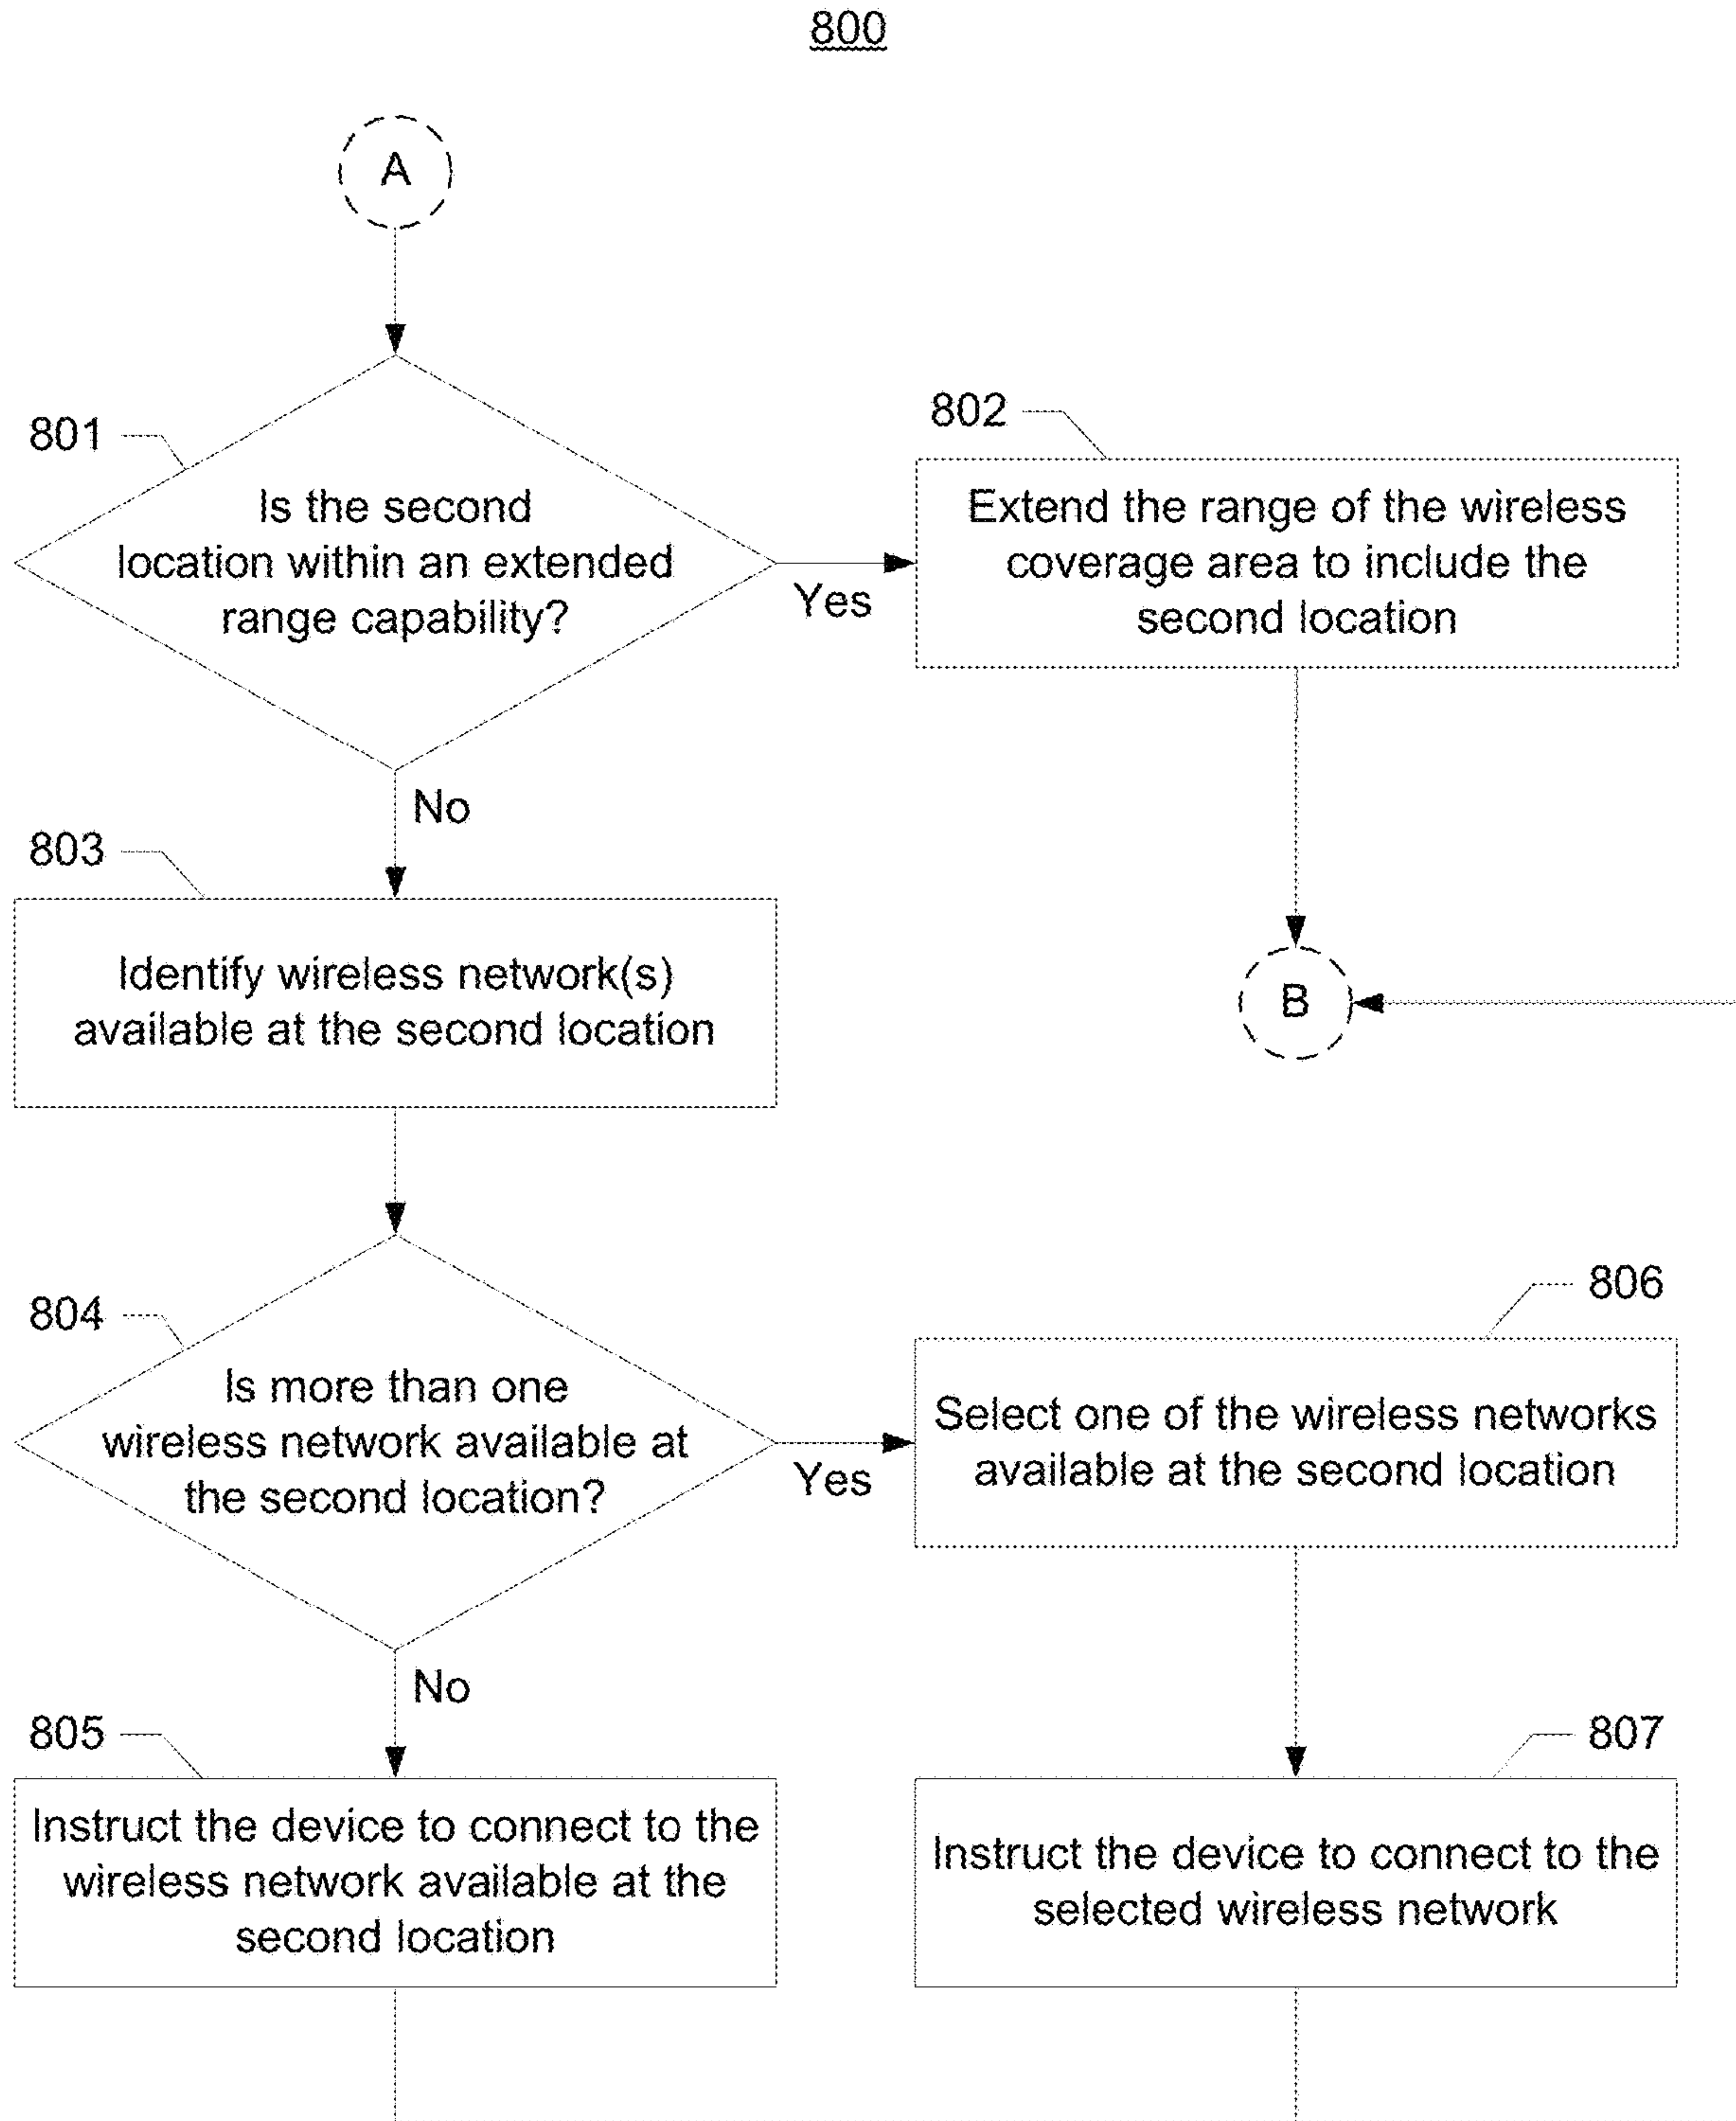 800
A
801
Is the second
location within an extended
range capability?
Yes
802
Extend the range of the wireless
coverage area to include the
second location
No
803
Identify wireless network(s)
available at the second location
B
804
Is more than one
wireless network available at
the second location?
Yes
806
Select one of the wireless networks
available at the second location
No
805
Instruct the device to connect to the
wireless network available at the
second location
807
Instruct the device to connect to the
selected wireless network